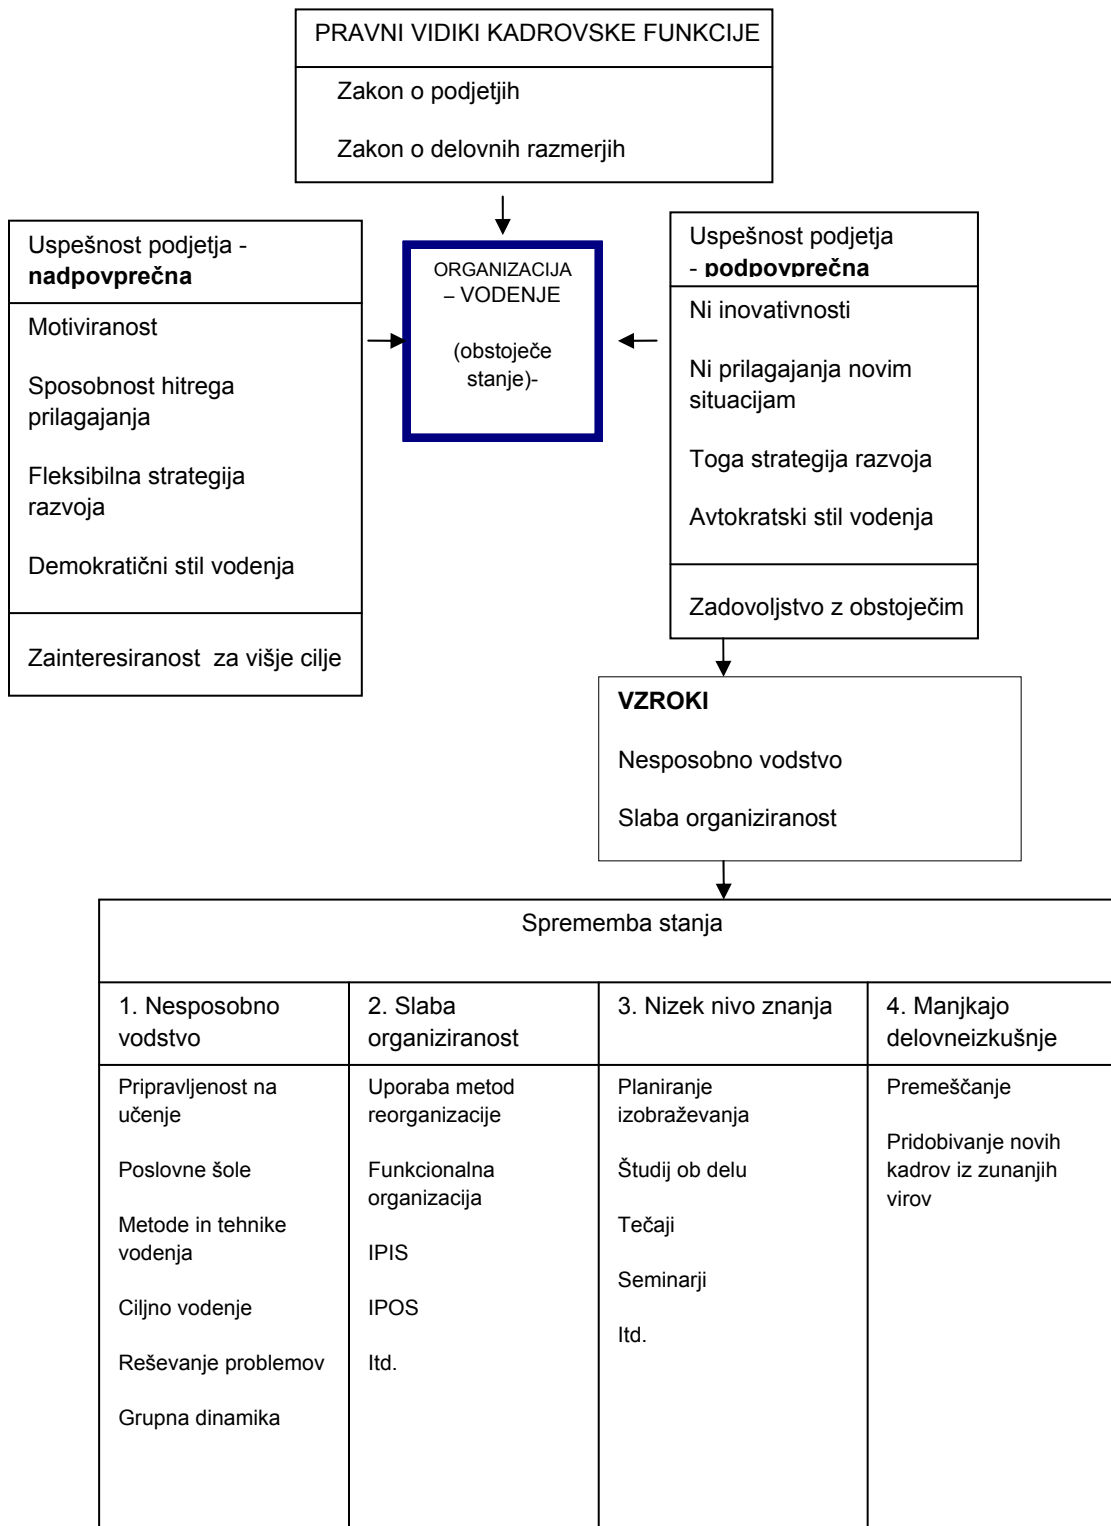 PRAVNI VIDIKI KADROVSKE FUNKCIJE
Zakon o podjetjih
Zakon o delovnih razmerjih
Uspešnost podjetja -
nadpovprečna
Motiviranost
Sposobnost hitrega
prilagajanja
Fleksibilna strategija
razvoja
Demokratični stil vodenja
Zainteresiranost  za višje cilje
ORGANIZACIJA
– VODENJE
(obstoječe
stanje)-
Uspešnost podjetja
- podpovprečna
Ni inovativnosti
Ni prilagajanja novim
situacijam
Toga strategija razvoja
Avtokratski stil vodenja
Zadovoljstvo z obstoječim
VZROKI
Nesposobno vodstvo
Slaba organiziranost
Sprememba stanja
1. Nesposobno
vodstvo
Pripravljenost na
učenje
Poslovne šole
Metode in tehnike
vodenja
Ciljno vodenje
Reševanje problemov
Grupna dinamika
2. Slaba
organiziranost
Uporaba metod
reorganizacije
Funkcionalna
organizacija
IPIS
IPOS
Itd.
3. Nizek nivo znanja
Planiranje
izobraževanja
Študij ob delu
Tečaji
Seminarji
Itd.
4. Manjkajo
delovneizkušnje
Premeščanje
Pridobivanje novih
kadrov iz zunanjih
virov